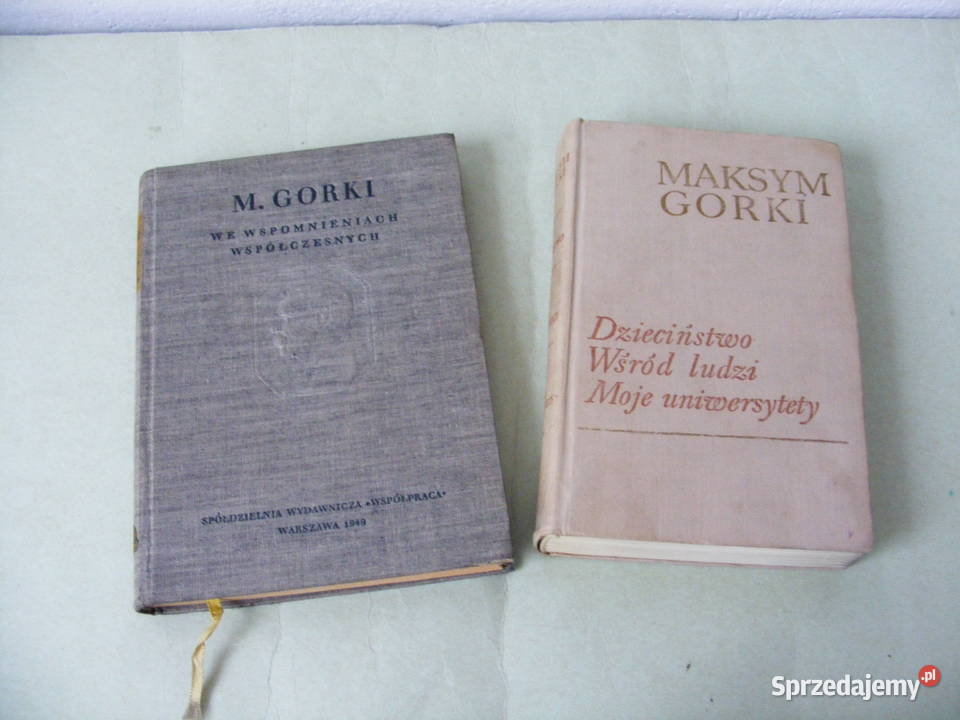 M. GORKI
WE WSPOMNIENIACH
WSPÓŁCZESNYCH
SPÓŁDZIELNIA WYDAWNICZA „WSPÓŁPRACA"
WARSZAWA 1949
MAKSYM
GORKI
Dzieciństwo
Wśród ludzi
Moje uniwersytety
Sprzedajemy.pl